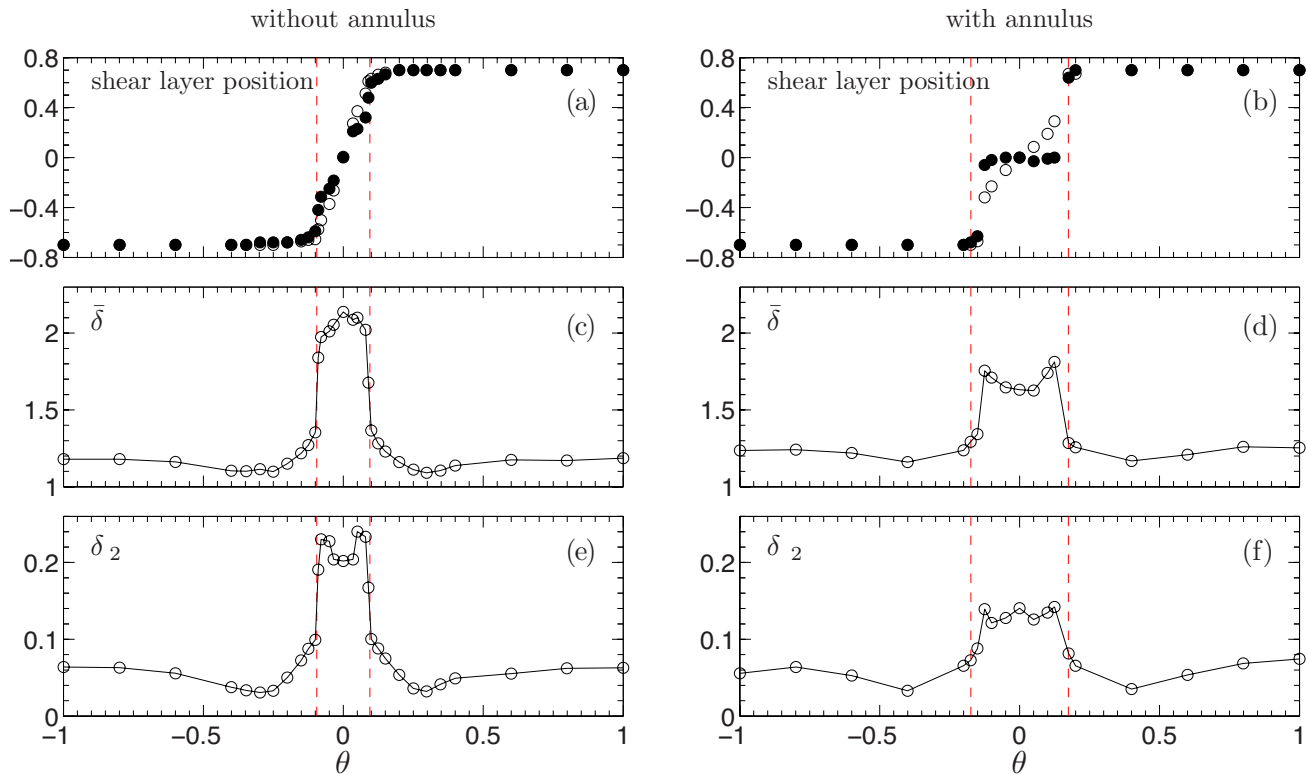 without annulus
with annulus
0.8
0.4
0
−0.4
−0.8
shear layer position
(a)
0.8
0.4
0
−0.4
−0.8
shear layer position
(b)
2
1.5
1
δ̄
(c)
2
1.5
1
δ̄
(d)
0.2
0.1
0
δ 2
(e)
0.2
0.1
0
δ 2
(f)
−1 −0.5 0 0.5 1
−1 −0.5 0 0.5 1
θ
θ